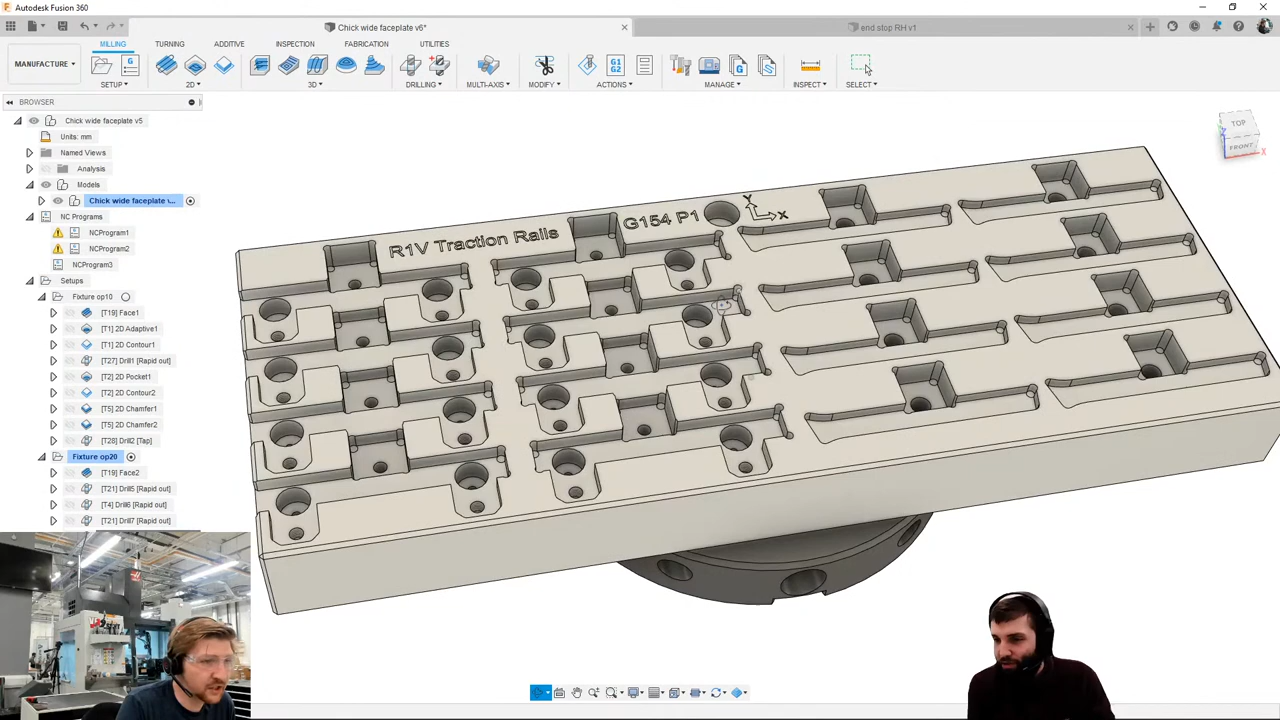 Autodesk Fusion 360
Chick wide faceplate v6*
end stop RH v1
MILLING
TURNING
ADDITIVE
INSPECTION
FABRICATION
UTILITIES
MANUFACTURE
SETUP
2D
3D
DRILLING
MULTI-AXIS
MODIFY
ACTIONS
MANAGE
INSPECT
SELECT
G1
G2
BROWSER
Chick wide faceplate v5
Units: mm
Named Views
Analysis
Models
Chick wide faceplate v...
NC Programs
NCProgram1
NCProgram2
NCProgram3
Setups
Fixture op10
[T19] Face1
[T1] 2D Adaptive1
[T1] 2D Contour1
[T27] Drill1 [Rapid out]
[T2] 2D Pocket1
[T2] 2D Contour2
[T5] 2D Chamfer1
[T5] 2D Chamfer2
[T28] Drill2 [Tap]
Fixture op20
[T19] Face2
[T21] Drill5 [Rapid out]
[T4] Drill6 [Rapid out]
[T21] Drill7 [Rapid out]
R1V Traction Rails
G154 P1
Y
X
TOP
FRONT
X